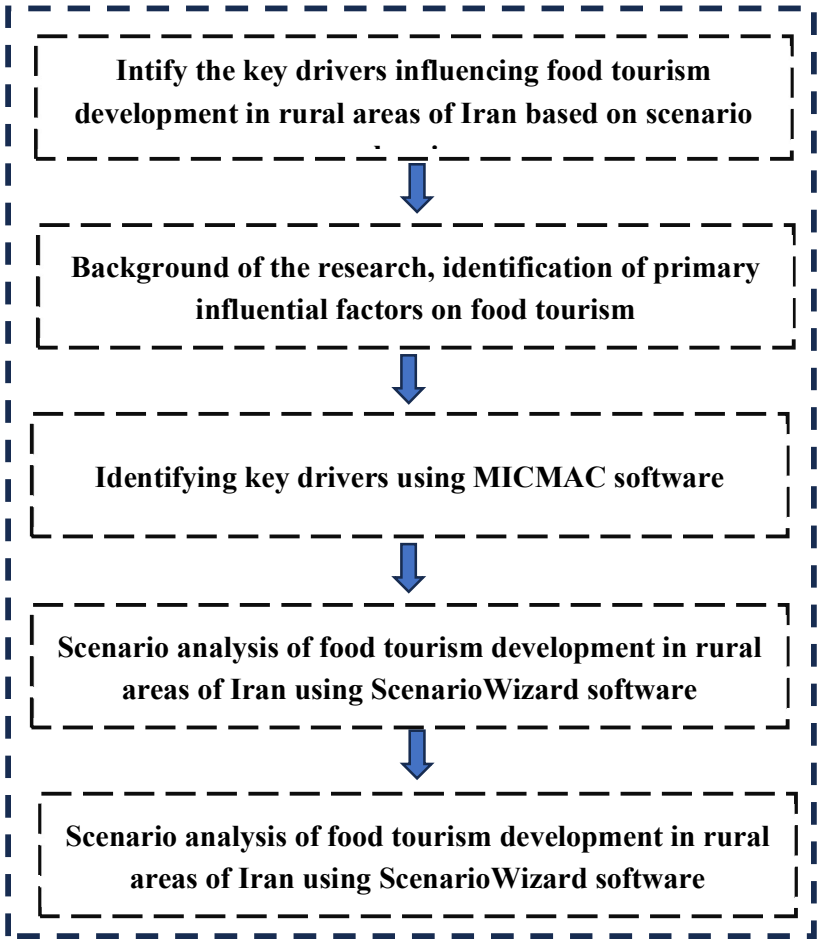 Intify the key drivers influencing food tourism
development in rural areas of Iran based on scenario
Background of the research, identification of primary
influential factors on food tourism
Identifying key drivers using MICMAC software
Scenario analysis of food tourism development in rural
areas of Iran using ScenarioWizard software
Scenario analysis of food tourism development in rural
areas of Iran using ScenarioWizard software